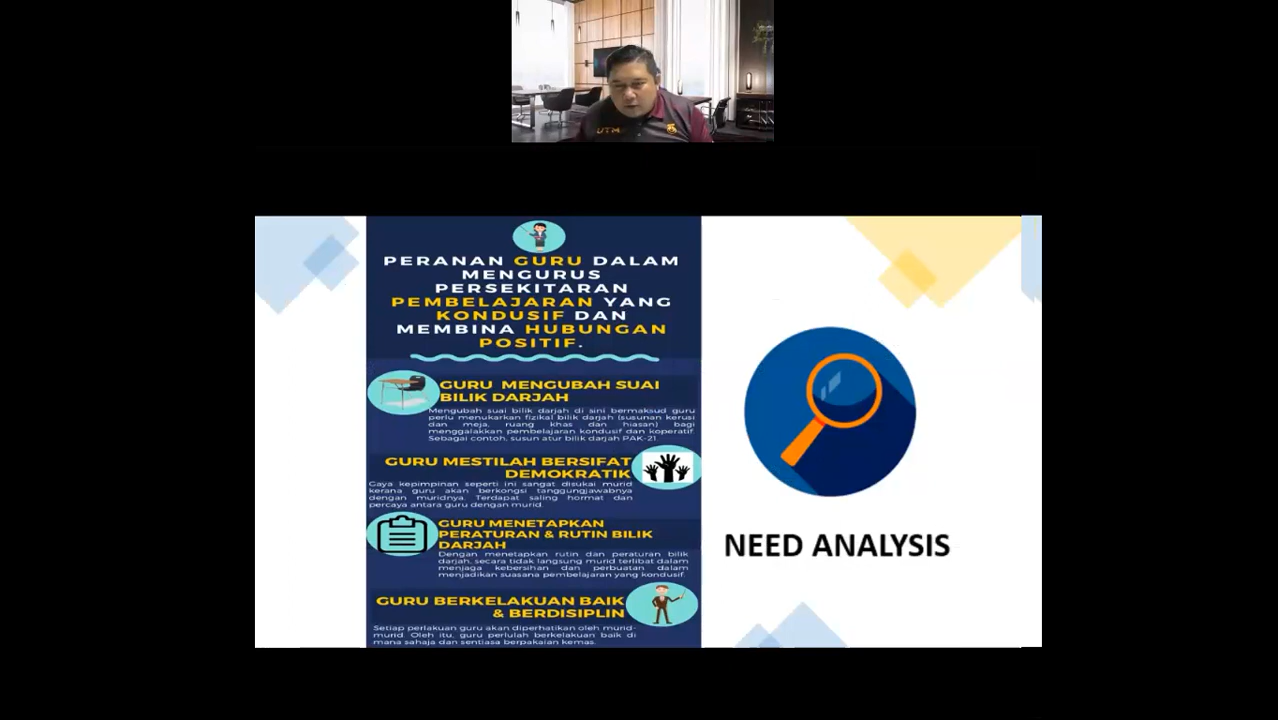 UTM
PERANAN GURU DALAM
MENGURUS
PERSEKITARAN
PEMBELAJARAN YANG
KONDUSIF DAN
MEMBINA HUBUNGAN
POSITIF.
GURU MENGUBAH SUAI
BILIK DARJAH
Mengubah suai bilik darjah di sini bermaksud guru
perlu menukarkan fizikal bilik darjah (susunan kerusi
dan meja, ruang khas dan hiasan) bagi
menggalakkan pembelajaran kondusif dan koperatif.
Sebagai contoh, susun atur bilik darjah PAK-21.
GURU MESTILAH BERSIFAT
DEMOKRATIK
Gaya kepimpinan seperti ini sangat disukai murid
kerana guru akan berkongsi tanggungjawabnya
dengan muridnya. Terdapat saling hormat dan
percaya antara guru dengan murid.
GURU MENETAPKAN
PERATURAN & RUTIN BILIK
DARJAH
Dengan menetapkan rutin dan peraturan bilik
darjah, secara tidak langsung murid terlibat dalam
menjaga kebersihan dan perbuatan dalam
menjadikan suasana pembelajaran yang kondusif.
GURU BERKELAKUAN BAIK
& BERDISIPLIN
Setiap perlakuan guru akan diperhatikan oleh murid-
murid. Oleh itu, guru perlulah berkelakuan baik di
mana sahaja dan sentiasa berpakaian kemas.
NEED ANALYSIS